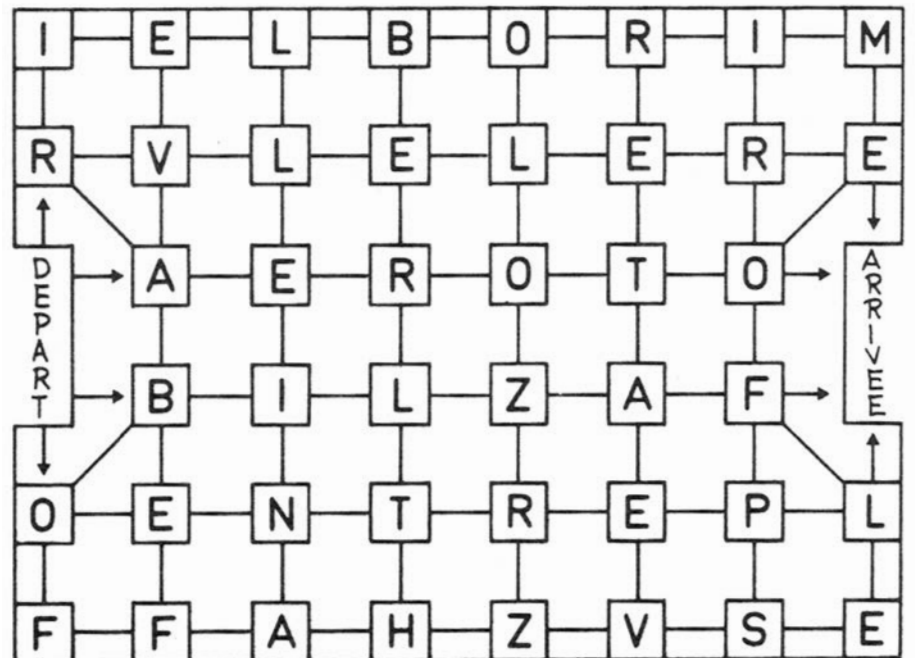 I E L B O R I M
R V L E L E R E
DEPART A E R O T O ARRIVEE
B I L Z A F
O E N T R E P L
F F A H Z V S E